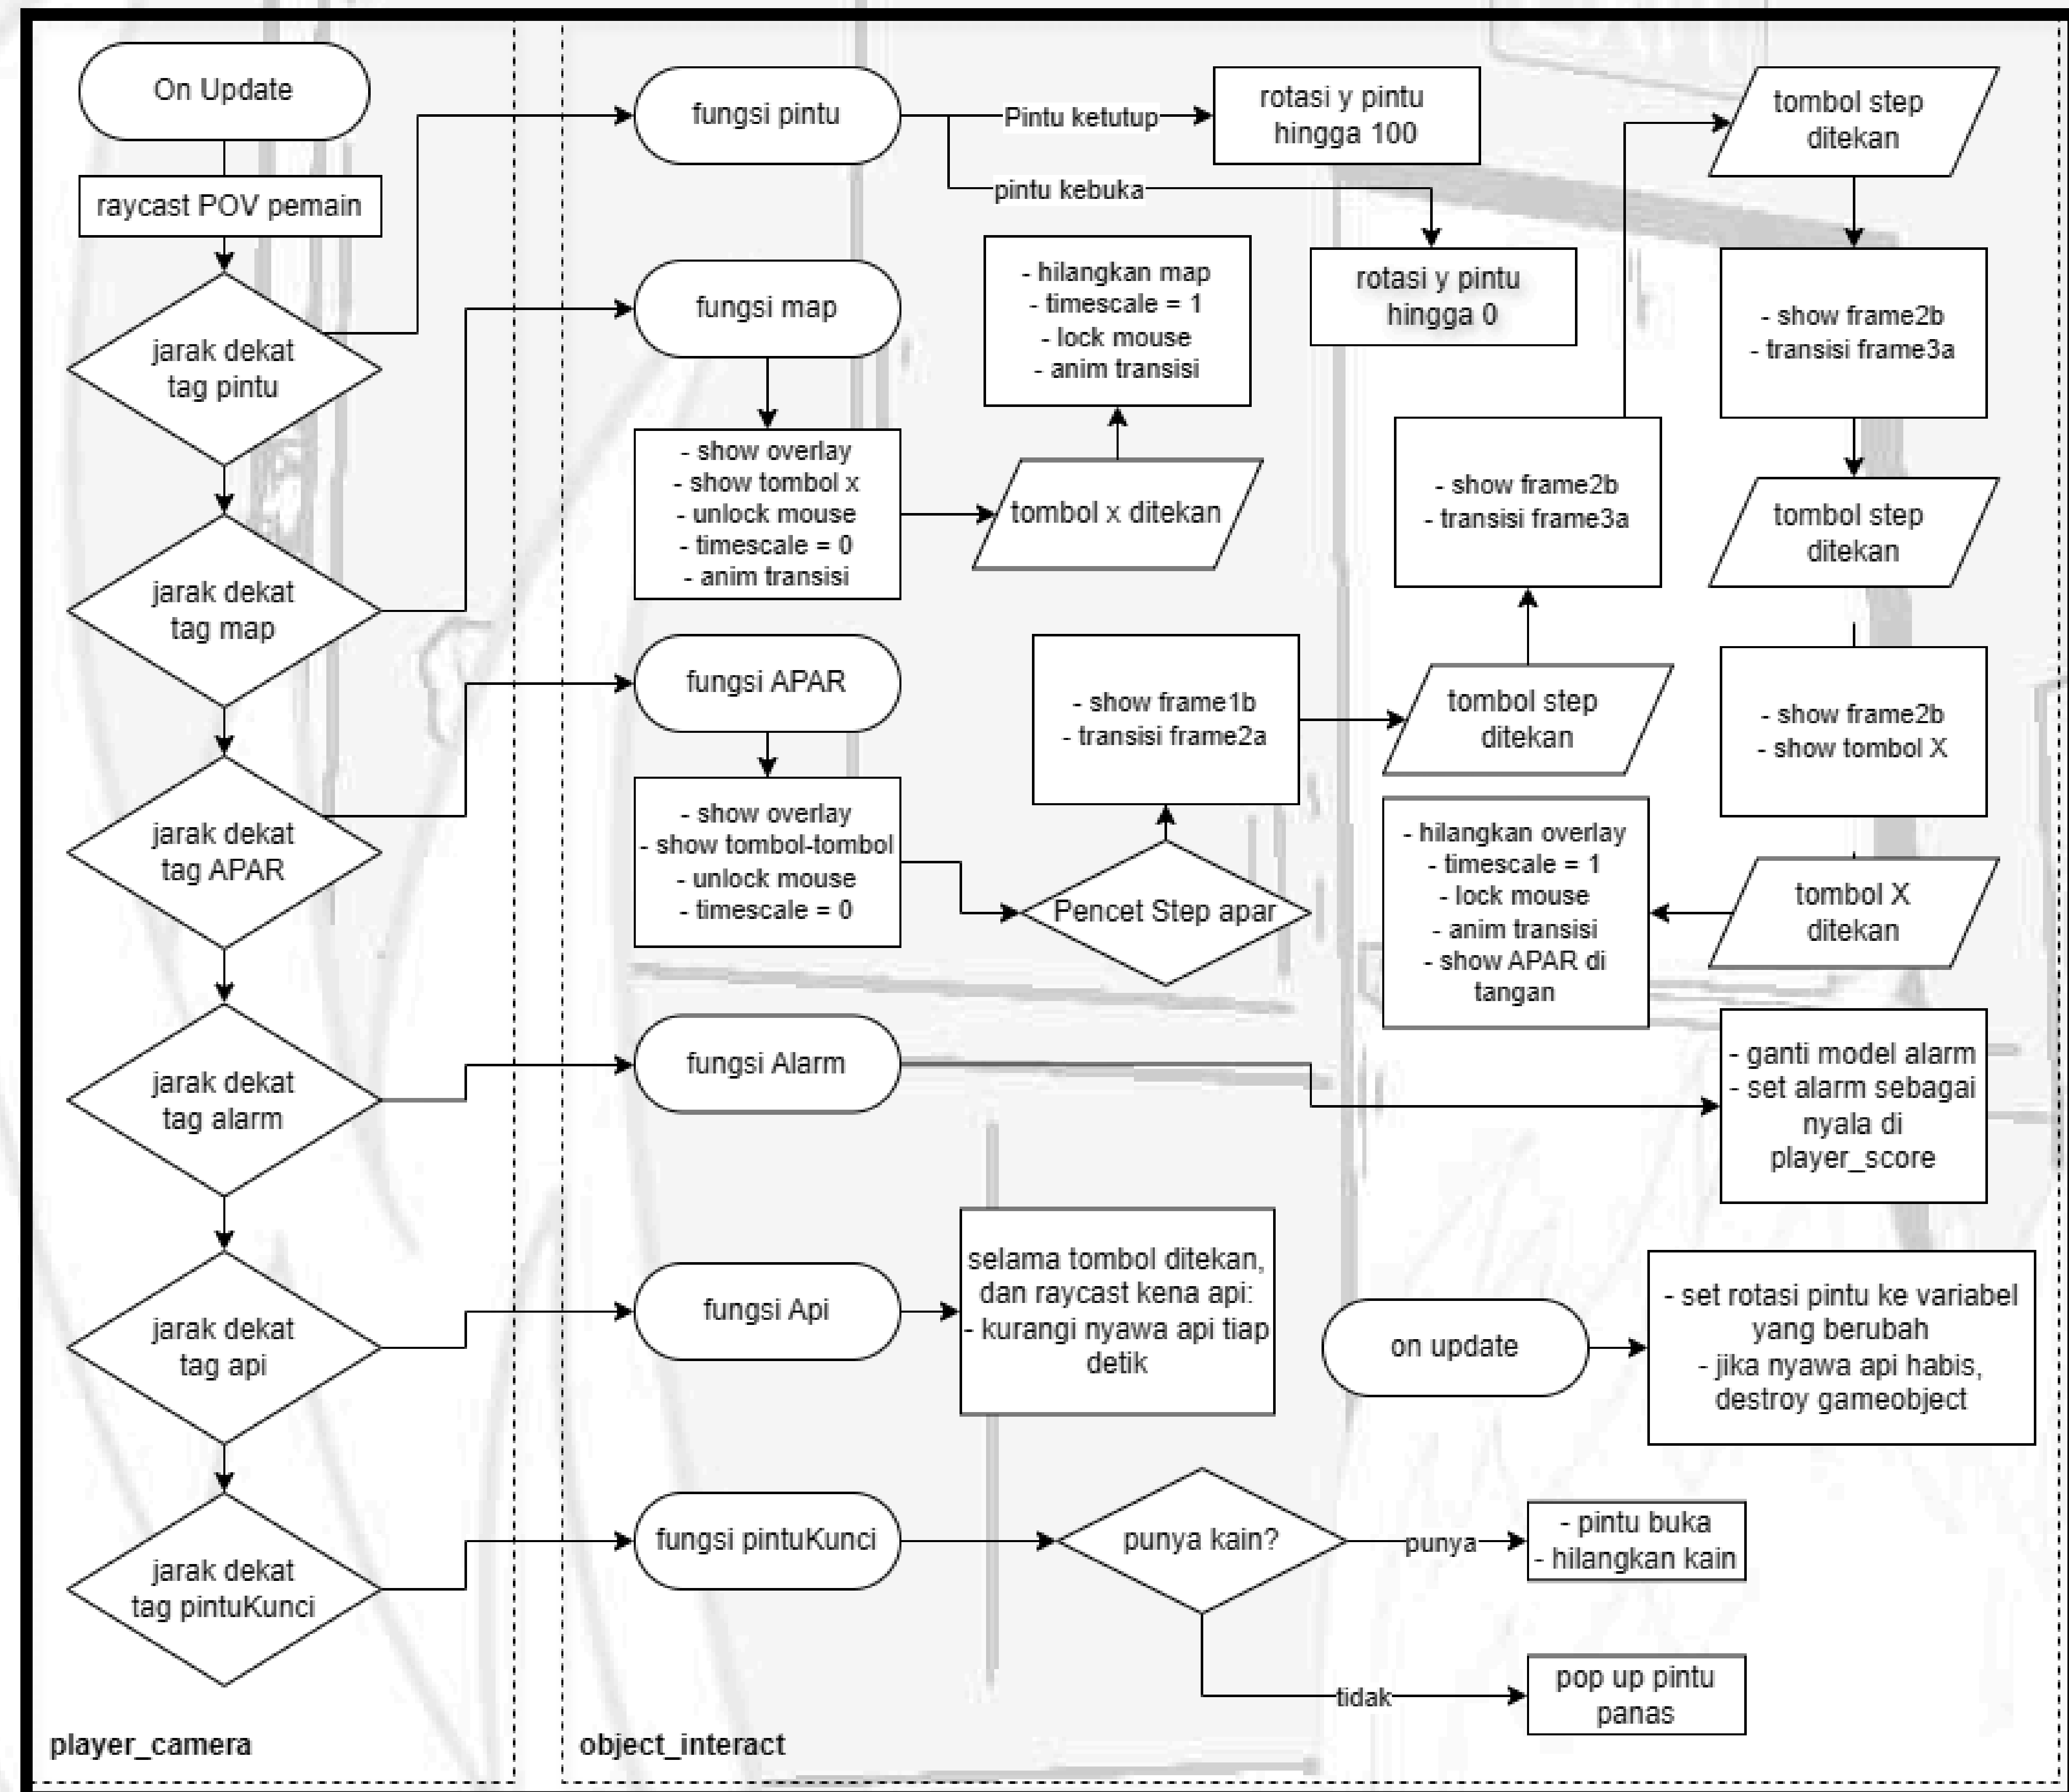 On Update
raycast POV pemain
jarak dekat
tag pintu
jarak dekat
tag map
jarak dekat
tag APAR
jarak dekat
tag alarm
jarak dekat
tag api
jarak dekat
tag pintuKunci
player_camera
fungsi pintu
Pintu ketutup
rotasi y pintu
hingga 100
pintu kebuka
rotasi y pintu
hingga 0
fungsi map
- show overlay
- show tombol x
- unlock mouse
- timescale = 0
- anim transisi
tombol x ditekan
- hilangkan map
- timescale = 1
- lock mouse
- anim transisi
fungsi APAR
- show overlay
- show tombol-tombol
- unlock mouse
- timescale = 0
Pencet Step apar
- show frame1b
- transisi frame2a
tombol step
ditekan
- show frame2b
- transisi frame3a
tombol step
ditekan
- show frame2b
- transisi frame3a
tombol step
ditekan
- show frame2b
- show tombol X
tombol X
ditekan
- hilangkan overlay
- timescale = 1
- lock mouse
- anim transisi
- show APAR di
tangan
fungsi Alarm
- ganti model alarm
- set alarm sebagai
nyala di
player_score
fungsi Api
selama tombol ditekan,
dan raycast kena api:
- kurangi nyawa api tiap
detik
on update
- set rotasi pintu ke variabel
yang berubah
- jika nyawa api habis,
destroy gameobject
fungsi pintuKunci
punya kain?
punya
- pintu buka
- hilangkan kain
tidak
pop up pintu
panas
object_interact